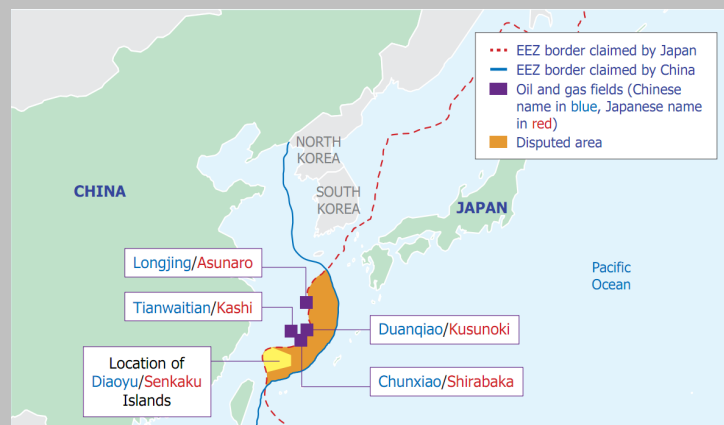 EEZ border claimed by Japan
EEZ border claimed by China
Oil and gas fields (Chinese
name in blue, Japanese name
in red)
Disputed area
NORTH
KOREA
CHINA
SOUTH
KOREA
JAPAN
Longjing/Asunaro
Pacific
Ocean
Tianwaitian/Kashi
Duanqiao/Kusunoki
Location of
Diaoyu/Senkaku
Islands
Chunxiao/Shirabaka